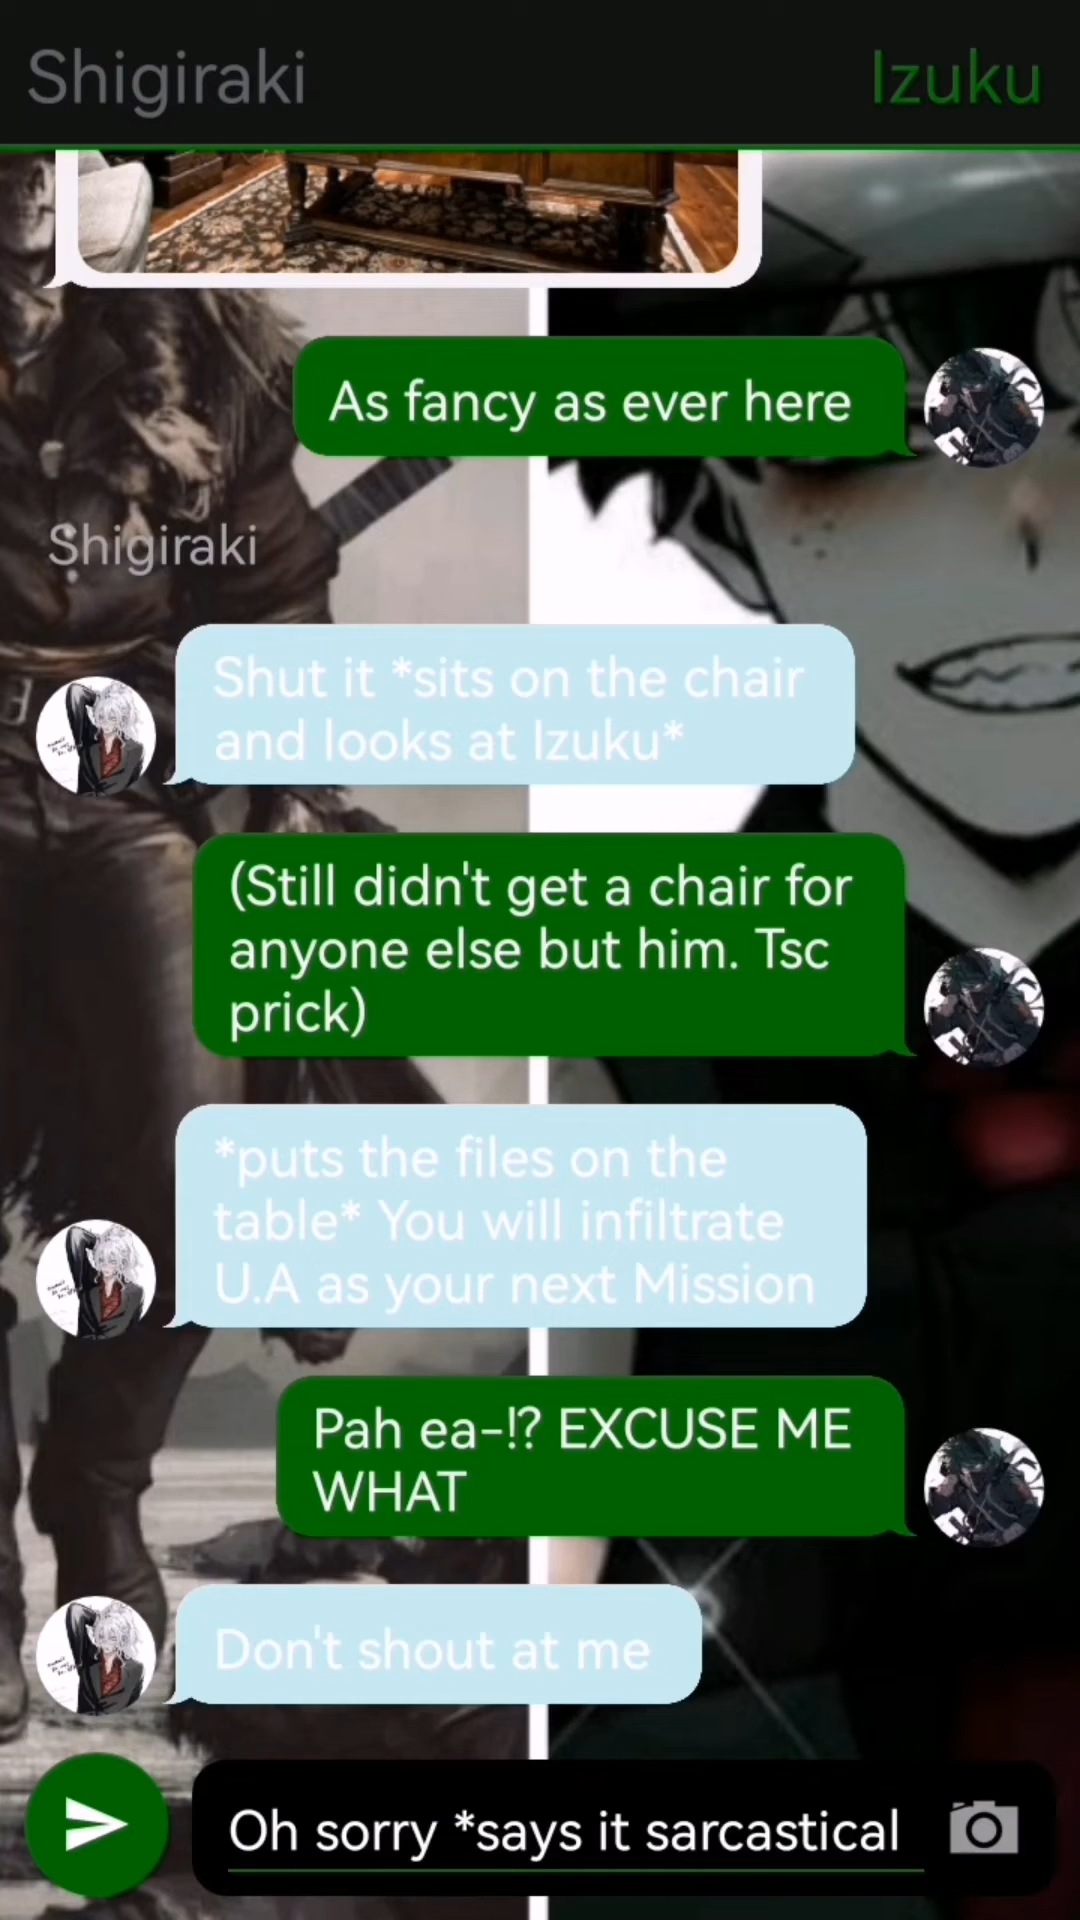 Shigiraki
Izuku
As fancy as ever here
Shigiraki
Shut it *sits on the chair
and looks at Izuku*
(Still didn't get a chair for
anyone else but him. Tsc
prick)
*puts the files on the
table* You will infiltrate
U.A as your next Mission
Pah ea-!? EXCUSE ME
WHAT
Don't shout at me
Oh sorry *says it sarcastical